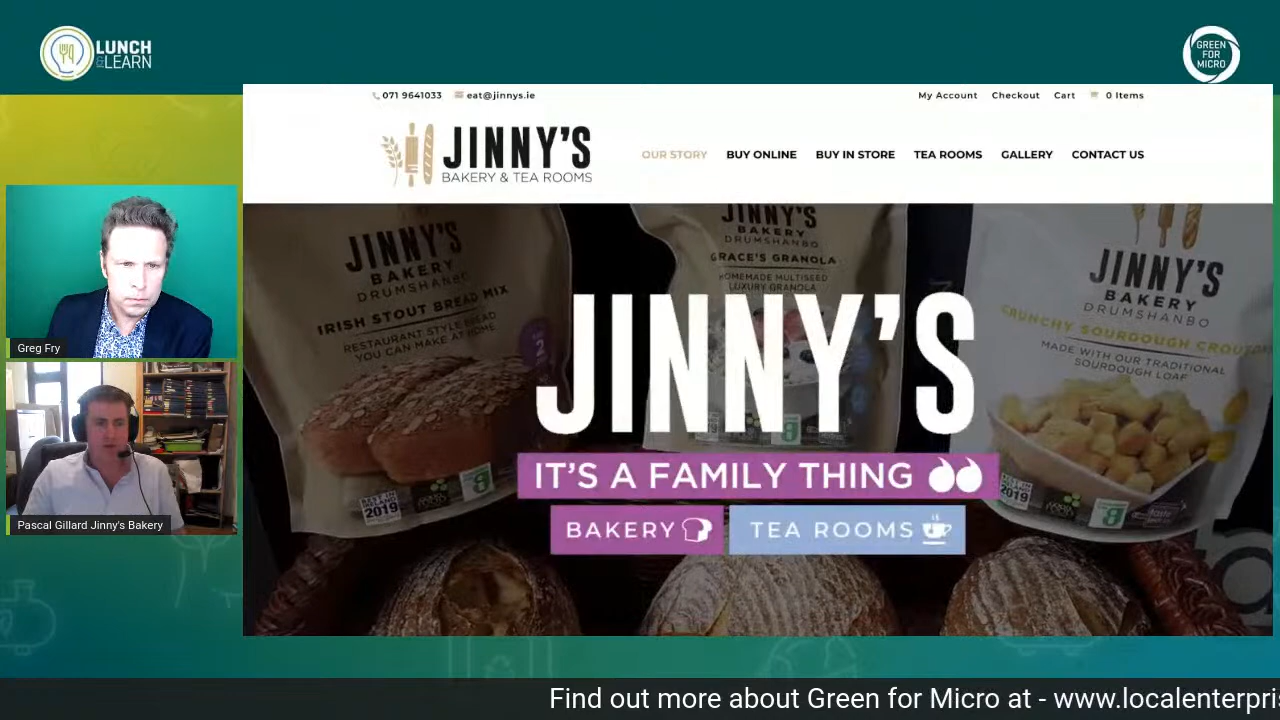 LUNCH
& LEARN
GREEN
FOR
MICRO
071 9641033
eat@jinnys.ie
My Account
Checkout
Cart
0 Items
JINNY'S
BAKERY & TEA ROOMS
OUR STORY
BUY ONLINE
BUY IN STORE
TEA ROOMS
GALLERY
CONTACT US
JINNY'S
BAKERY
DRUMSHANBO
IRISH STOUT BREAD MIX
RESTAURANT STYLE BREAD
YOU CAN MAKE AT HOME
JINNY'S
BAKERY
DRUMSHANBO
GRACE'S GRANOLA
HOMEMADE MULTISEED
LUXURY GRANOLA
JINNY'S
BAKERY
DRUMSHANBO
CRUNCHY SOURDOUGH CROUTONS
MADE WITH OUR TRADITIONAL
SOURDOUGH LOAF
JINNY'S
IT'S A FAMILY THING
BAKERY
TEA ROOMS
2019
2019
Greg Fry
Pascal Gillard Jinny's Bakery
Find out more about Green for Micro at - www.localenterpris